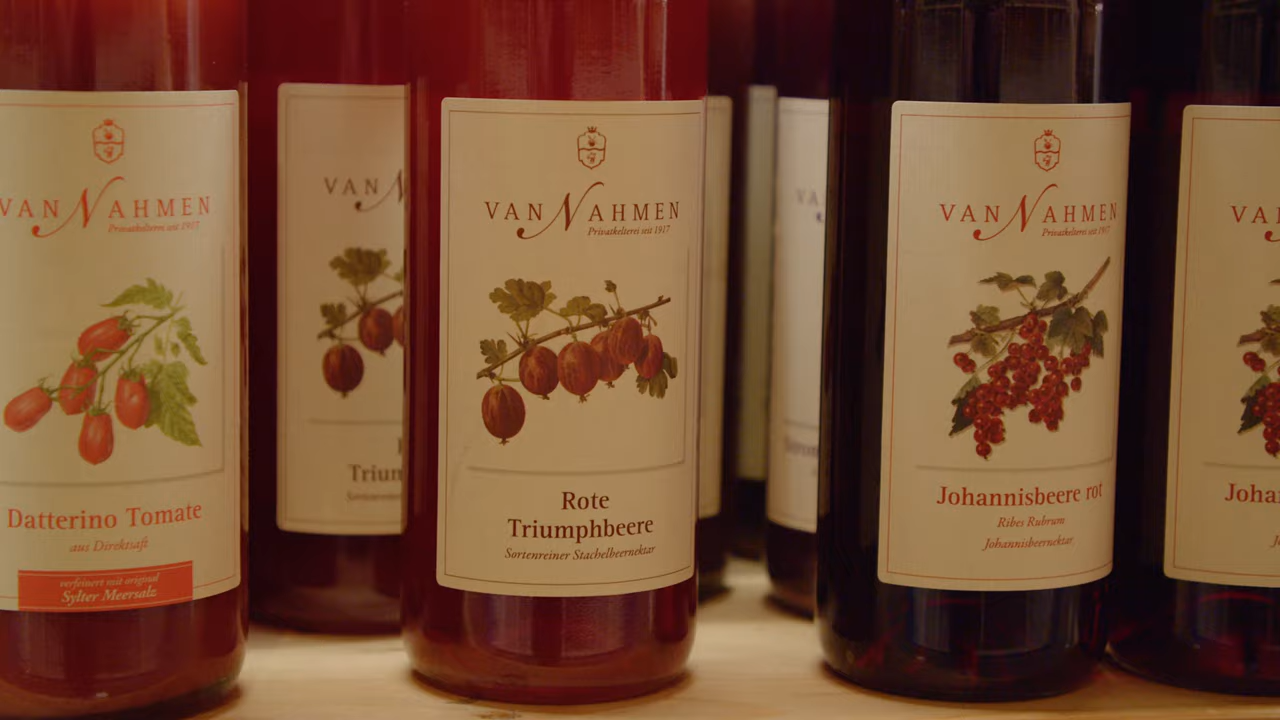 VAN NAHMEN
Privatkelterei seit 1917
Datterino Tomate
aus Direktsaft
verfeinert mit original
Sylter Meersalz
VAN N
Trium
VAN NAHMEN
Privatkelterei seit 1917
Rote
Triumphbeere
Sortenreiner Stachelbeernektar
VAN NAHMEN
Privatkelterei seit 1917
Johannisbeere rot
Ribes Rubrum
Johannisbeernektar
VA
Joha